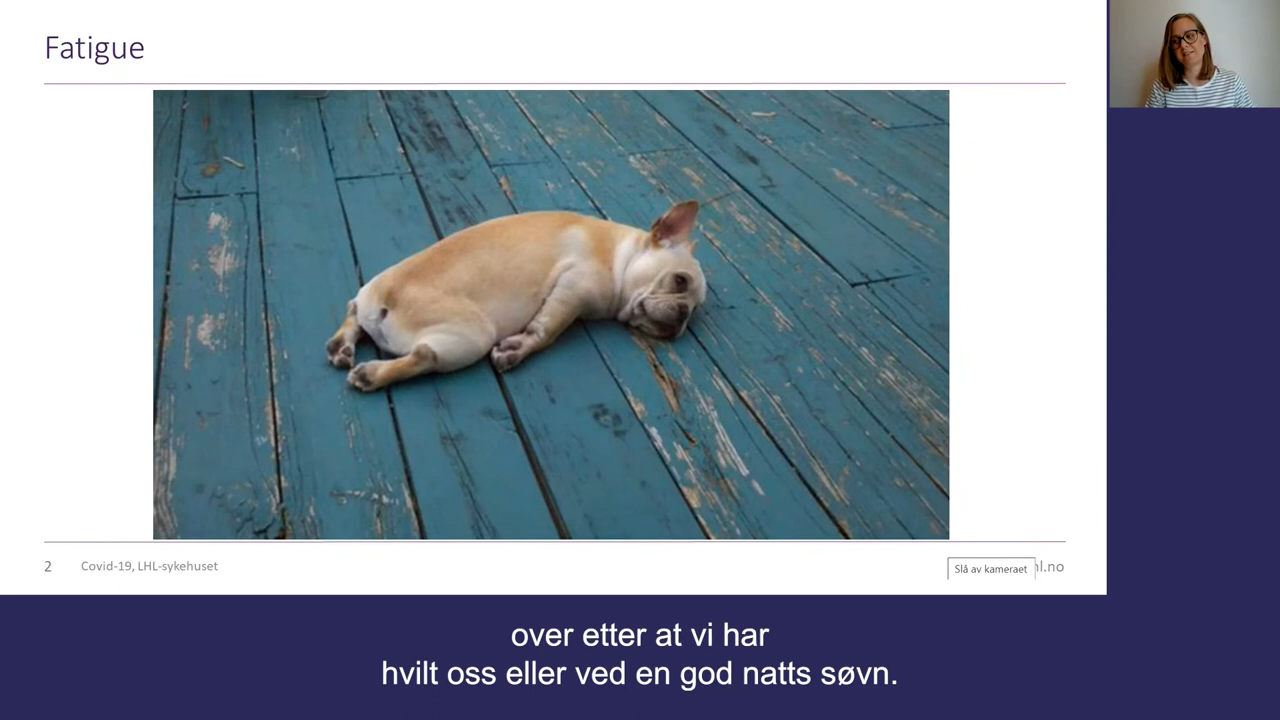 Fatigue
2 Covid-19, LHL-sykehuset
Slå av kameraet
hl.no
over etter at vi har
hvilt oss eller ved en god natts søvn.